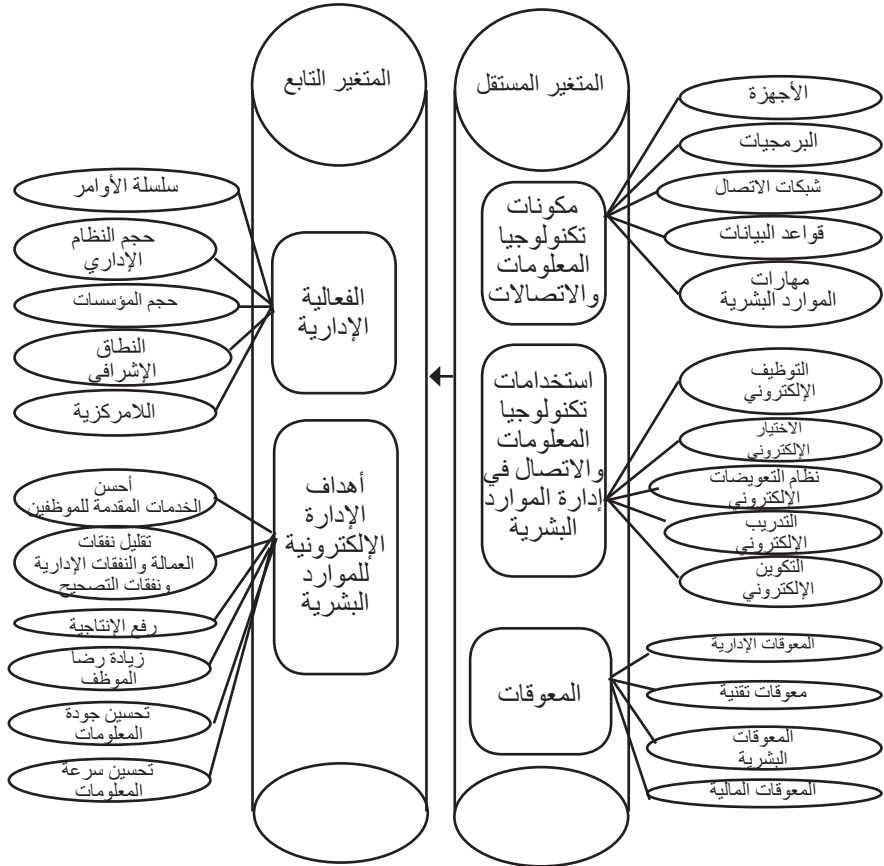 المتغير المستقل
مكونات
تكنولوجيا
المعلومات
والاتصالات
الأجهزة
البرمجيات
شبكات الاتصال
قواعد البيانات
مهارات
الموارد البشرية
استخدامات
تكنولوجيا
المعلومات
والاتصال في
إدارة الموارد
البشرية
التوظيف
الإلكتروني
الاختيار
الإلكتروني
نظام التعويضات
الإلكتروني
التدريب
الإلكتروني
التكوين
الإلكتروني
المعوقات
المعوقات الإدارية
معوقات تقنية
المعوقات
البشرية
المعوقات المالية
المتغير التابع
الفعالية
الإدارية
سلسلة الأوامر
حجم النظام
الإداري
حجم المؤسسات
النطاق
الإشرافي
اللامركزية
أهداف
الإدارة
الإلكترونية
للموارد
البشرية
أحسن
الخدمات المقدمة للموظفين
تقليل نفقات
العمالة والنفقات الإدارية
ونفقات التصحيح
رفع الإنتاجية
زيادة رضا
الموظف
تحسين جودة
المعلومات
تحسين سرعة
المعلومات